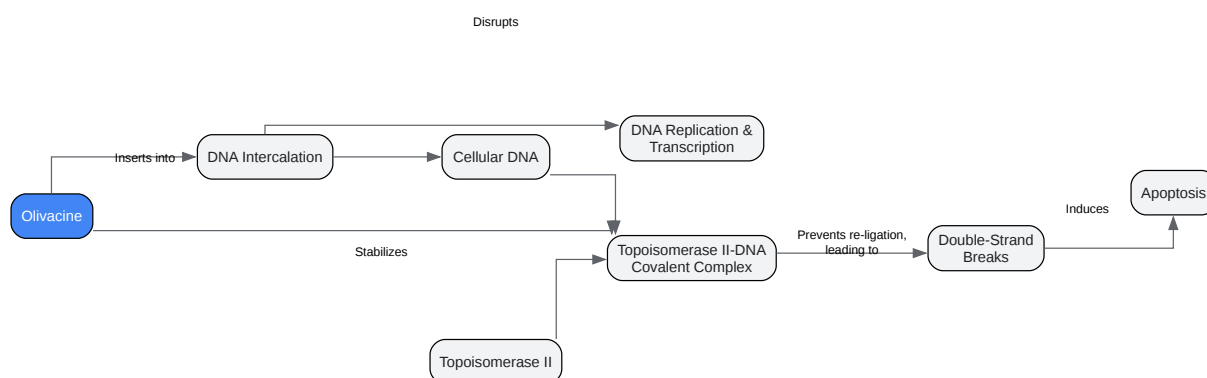 Disrupts
DNA Replication &
Transcription
Inserts into
DNA Intercalation
Cellular DNA
Olivacine
Apoptosis
Induces
Stabilizes
Topoisomerase II-DNA
Covalent Complex
Prevents re-ligation,
leading to
Double-Strand
Breaks
Topoisomerase II